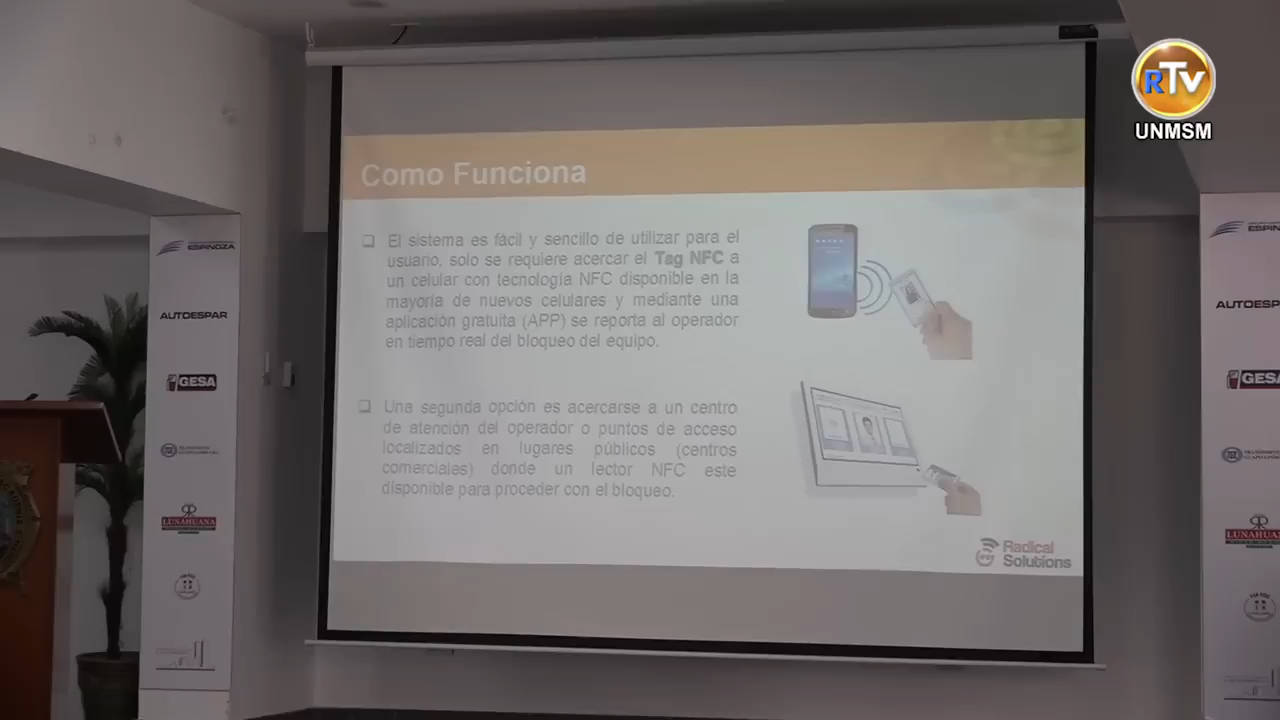 RTV
UNMSM
Como Funciona
El sistema es fácil y sencillo de utilizar para el
usuario, solo se requiere acercar el Tag NFC a
un celular con tecnología NFC disponible en la
mayoría de nuevos celulares y mediante una
aplicación gratuita (APP) se reporta al operador
en tiempo real del bloqueo del equipo.
Una segunda opción es acercarse a un centro
de atención del operador o puntos de acceso
localizados en lugares públicos (centros
comerciales) donde un lector NFC este
disponible para proceder con el bloqueo.
Radical
Solutions
ESPINOZA
AUTOESPAR
GESA
LUNAHUANA
ESPIN
AUTOESP
GESA
LUNAHUA